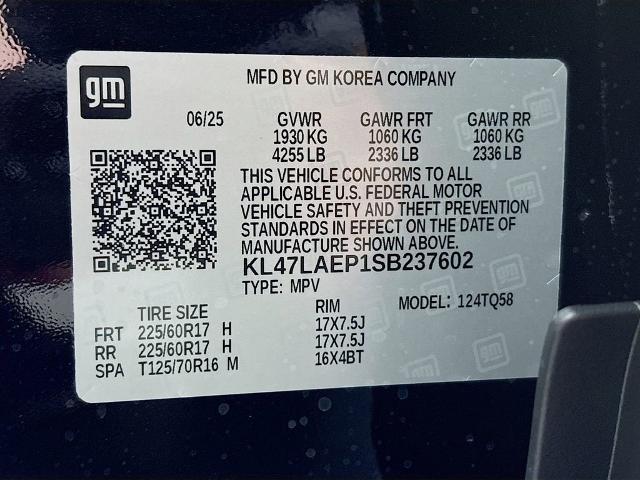 gm
MFD BY GM KOREA COMPANY
06/25 GVWR GAWR FRT GAWR RR
1930 KG 1060 KG 1060 KG
4255 LB 2336 LB 2336 LB
THIS VEHICLE CONFORMS TO ALL
APPLICABLE U.S. FEDERAL MOTOR
VEHICLE SAFETY AND THEFT PREVENTION
STANDARDS IN EFFECT ON THE DATE OF
MANUFACTURE SHOWN ABOVE.
KL47LAEP1SB237602
TYPE: MPV
TIRE SIZE RIM MODEL: 124TQ58
FRT 225/60R17 H 17X7.5J
RR 225/60R17 H 17X7.5J
SPA T125/70R16 M 16X4BT